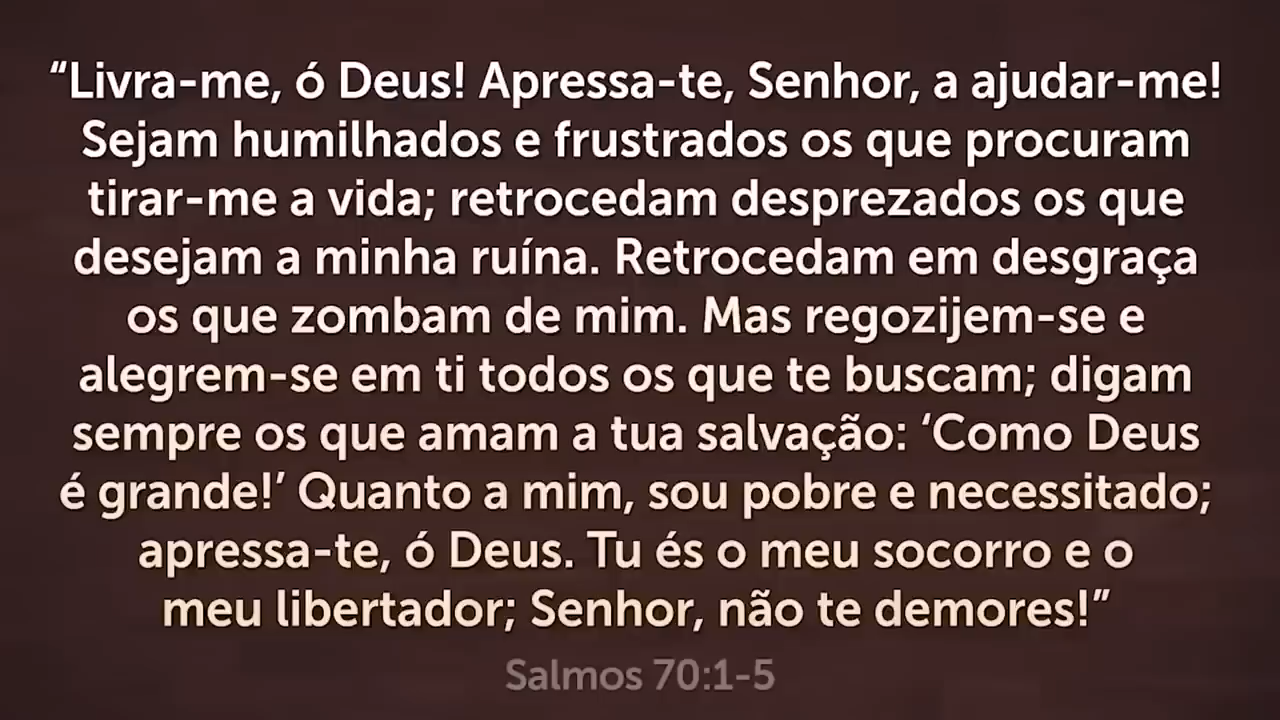 “Livra-me, ó Deus! Apressa-te, Senhor, a ajudar-me!
Sejam humilhados e frustrados os que procuram
tirar-me a vida; retrocedam desprezados os que
desejam a minha ruína. Retrocedam em desgraça
os que zombam de mim. Mas regozijem-se e
alegrem-se em ti todos os que te buscam; digam
sempre os que amam a tua salvação: ‘Como Deus
é grande!’ Quanto a mim, sou pobre e necessitado;
apressa-te, ó Deus. Tu és o meu socorro e o
meu libertador; Senhor, não te demores!”
Salmos 70:1-5